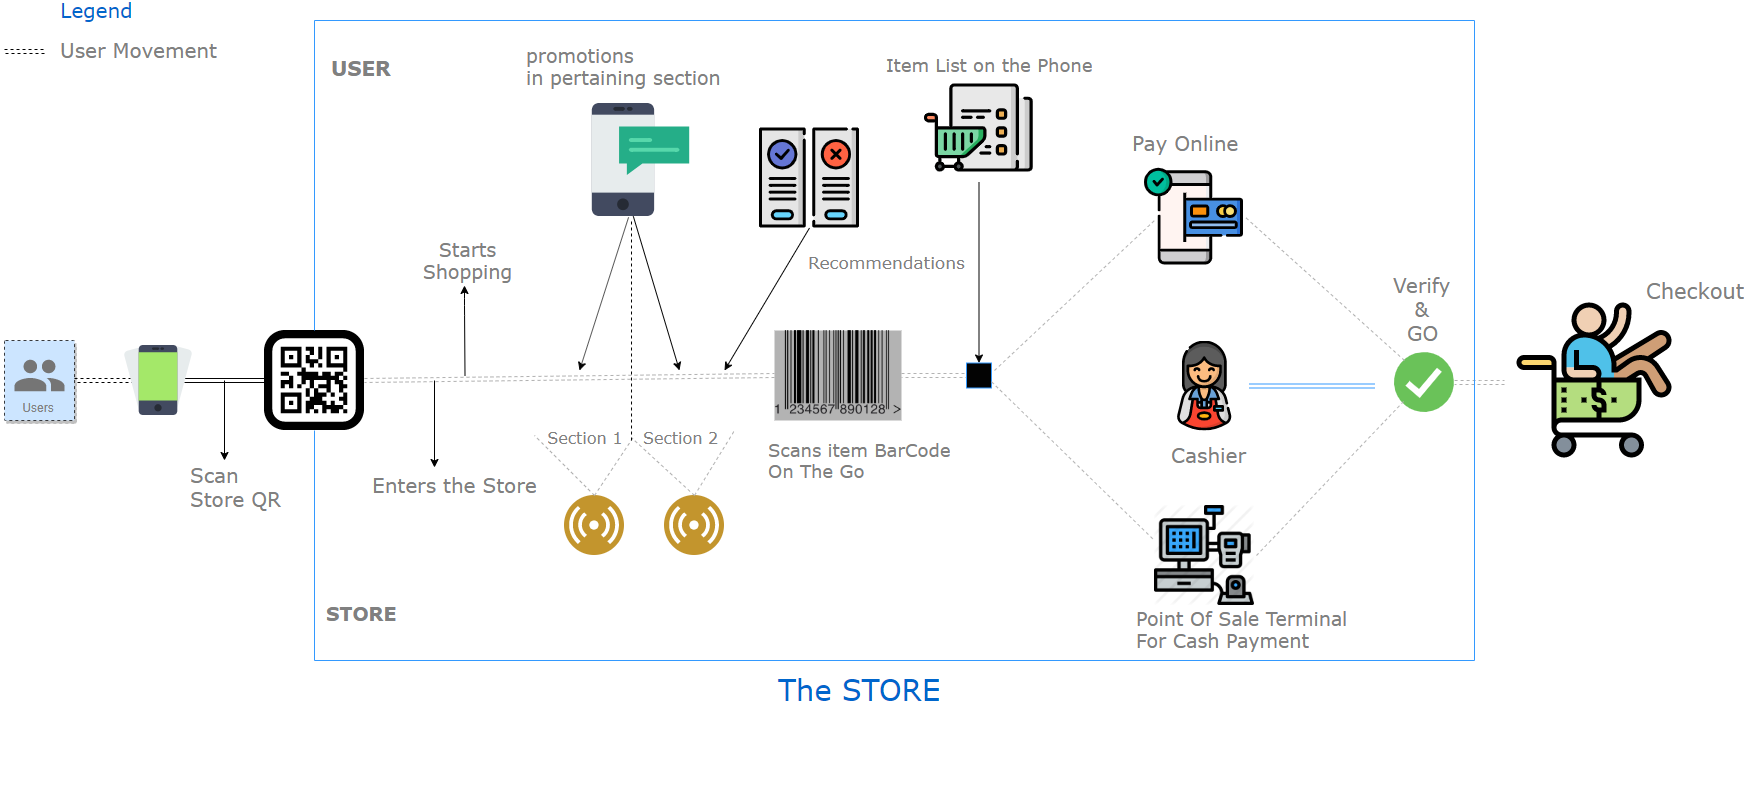 Legend
User Movement
USER
promotions
in pertaining section
Item List on the Phone
Pay Online
Starts
Shopping
Recommendations
Verify
&
GO
Checkout
Users
1 234567 890128 >
Section 1
Section 2
Scans item BarCode
On The Go
Cashier
Scan
Store QR
Enters the Store
STORE
Point Of Sale Terminal
For Cash Payment
The STORE